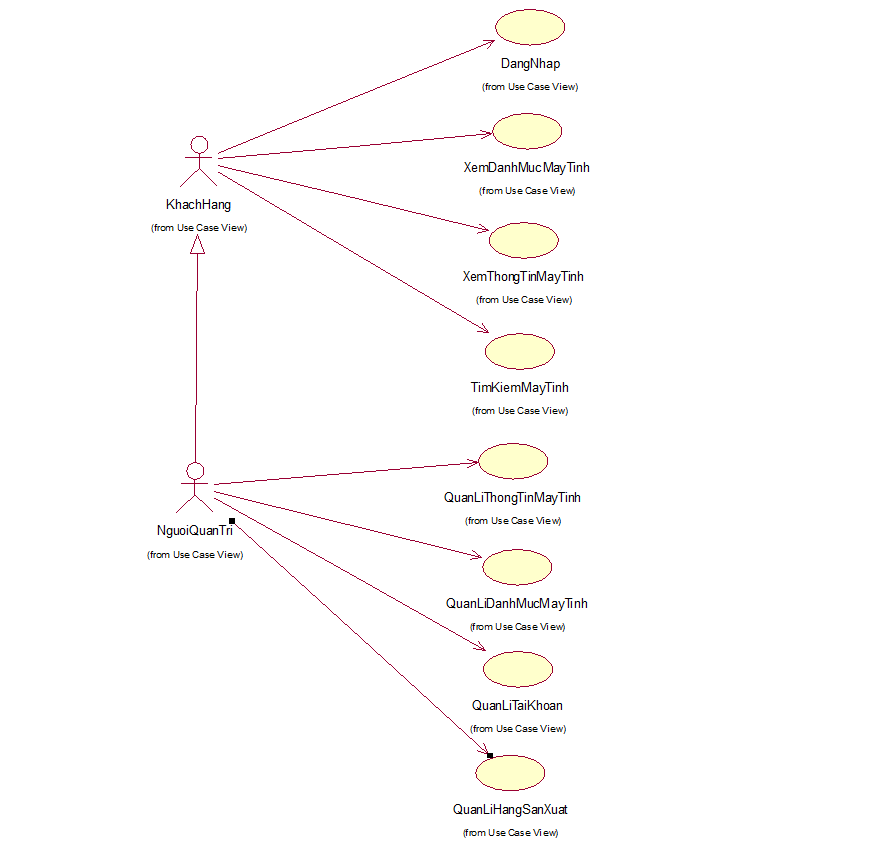 DangNhap
(from Use Case View)
XemDanhMucMayTinh
(from Use Case View)
KhachHang
(from Use Case View)
XemThongTinMayTinh
(from Use Case View)
TimKiemMayTinh
(from Use Case View)
QuanLiThongTinMayTinh
(from Use Case View)
NguoiQuanTri
(from Use Case View)
QuanLiDanhMucMayTinh
(from Use Case View)
QuanLiTaiKhoan
(from Use Case View)
QuanLiHangSanXuat
(from Use Case View)